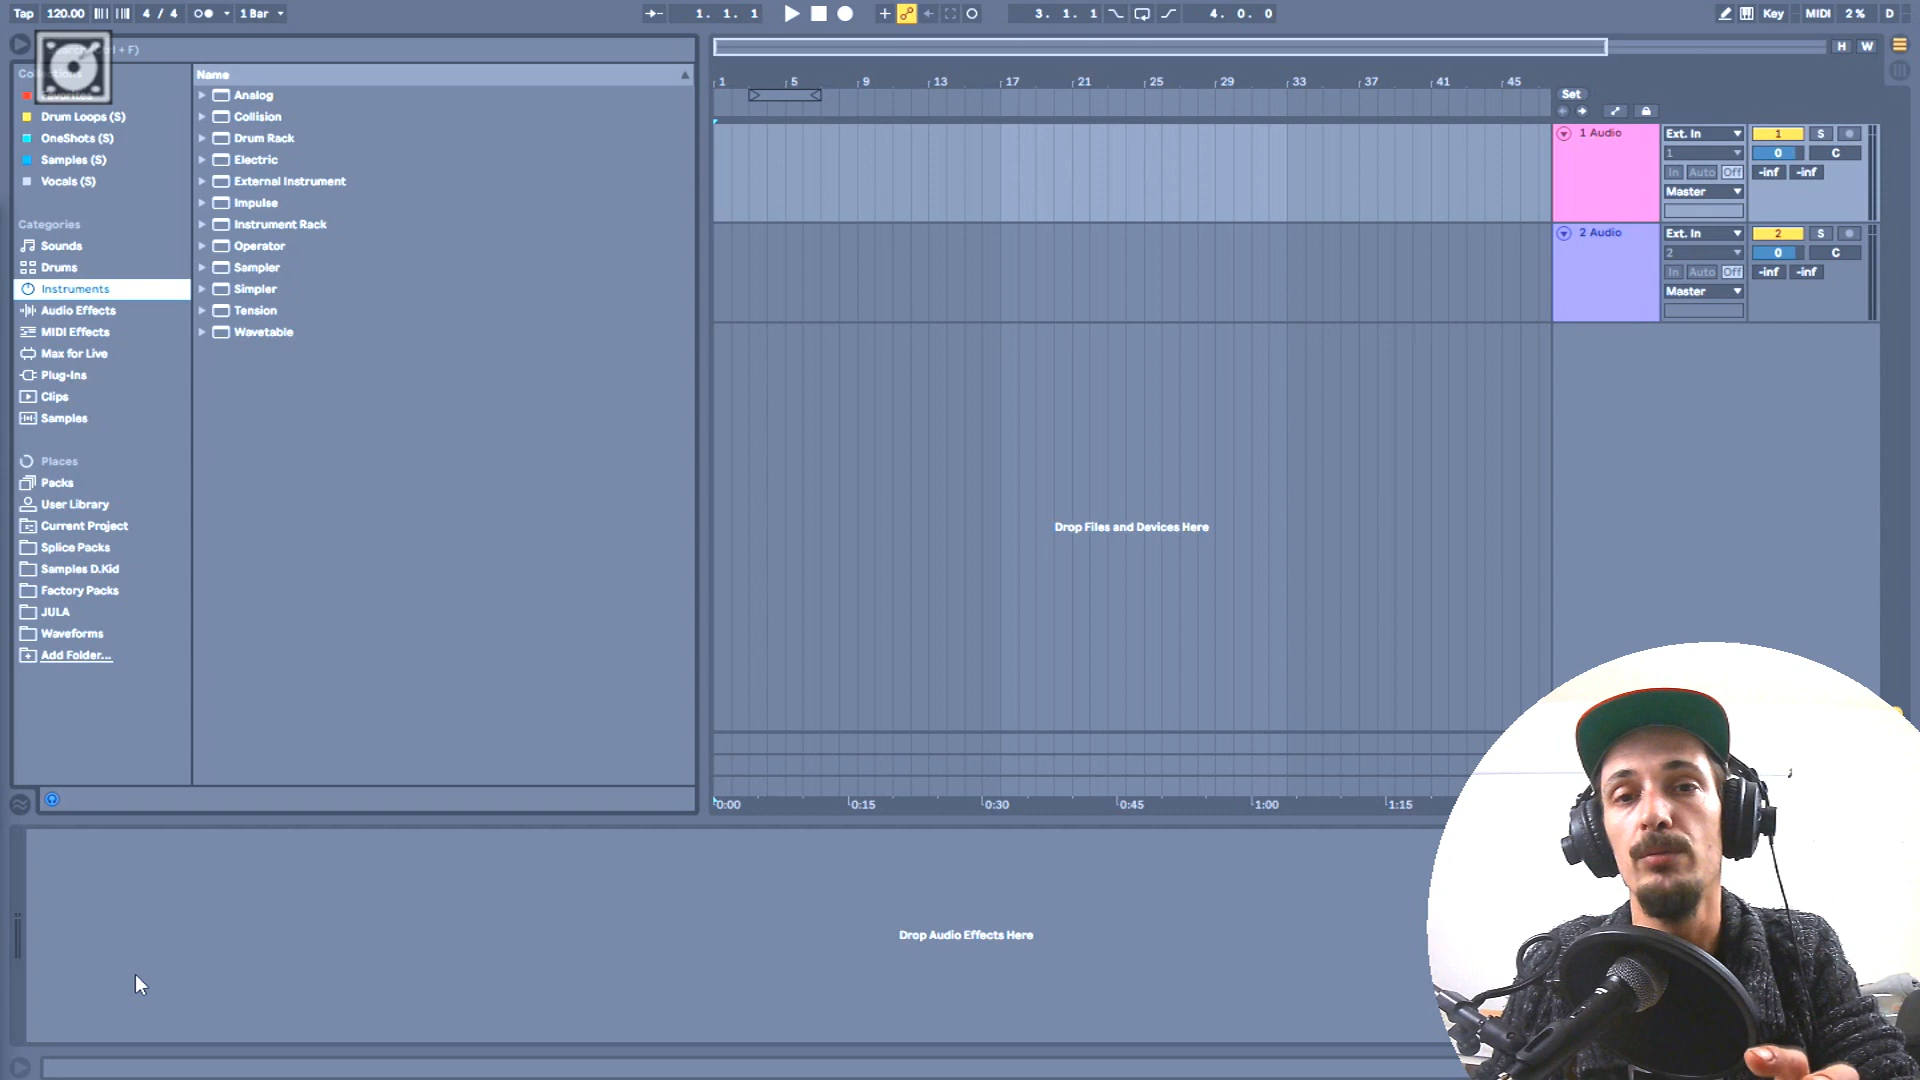 Tap 120.00 4 / 4 1 Bar
1. 1. 1
3. 1. 1
4. 0. 0
Key MIDI 2 % D
+ F)
H W
Name
Drum Loops (S)
OneShots (S)
Samples (S)
Vocals (S)
Categories
Sounds
Drums
Instruments
Audio Effects
MIDI Effects
Max for Live
Plug-Ins
Clips
Samples
Places
Packs
User Library
Current Project
Splice Packs
Samples D.Kid
Factory Packs
JULA
Waveforms
Add Folder...
Analog
Collision
Drum Rack
Electric
External Instrument
Impulse
Instrument Rack
Operator
Sampler
Simpler
Tension
Wavetable
1 5 9 13 17 21 25 29 33 37 41 45
Set
1 Audio Ext. In 1 S
1 0 C
In Auto Off -inf -inf
Master
2 Audio Ext. In 2 S
2 0 C
In Auto Off -inf -inf
Master
Drop Files and Devices Here
0:00 0:15 0:30 0:45 1:00 1:15
Drop Audio Effects Here